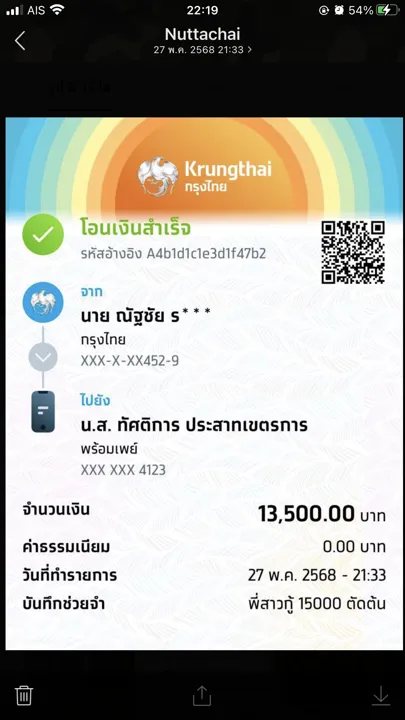 AIS 22:19 54%
Nuttachai
27 พ.ค. 2568 21:33 >
Krungthai
กรุงไทย
โอนเงินสำเร็จ
รหัสอ้างอิง A4b1d1c1e3d1f47b2
จาก
นาย ณัฐชัย ร***
กรุงไทย
XXX-X-XX452-9
ไปยัง
น.ส. ทัศติการ ประสาทเขตรการ
พร้อมเพย์
XXX XXX 4123
จำนวนเงิน 13,500.00 บาท
ค่าธรรมเนียม 0.00 บาท
วันที่ทำรายการ 27 พ.ค. 2568 - 21:33
บันทึกช่วยจำ พี่สาวกู้ 15000 ตัดต้น